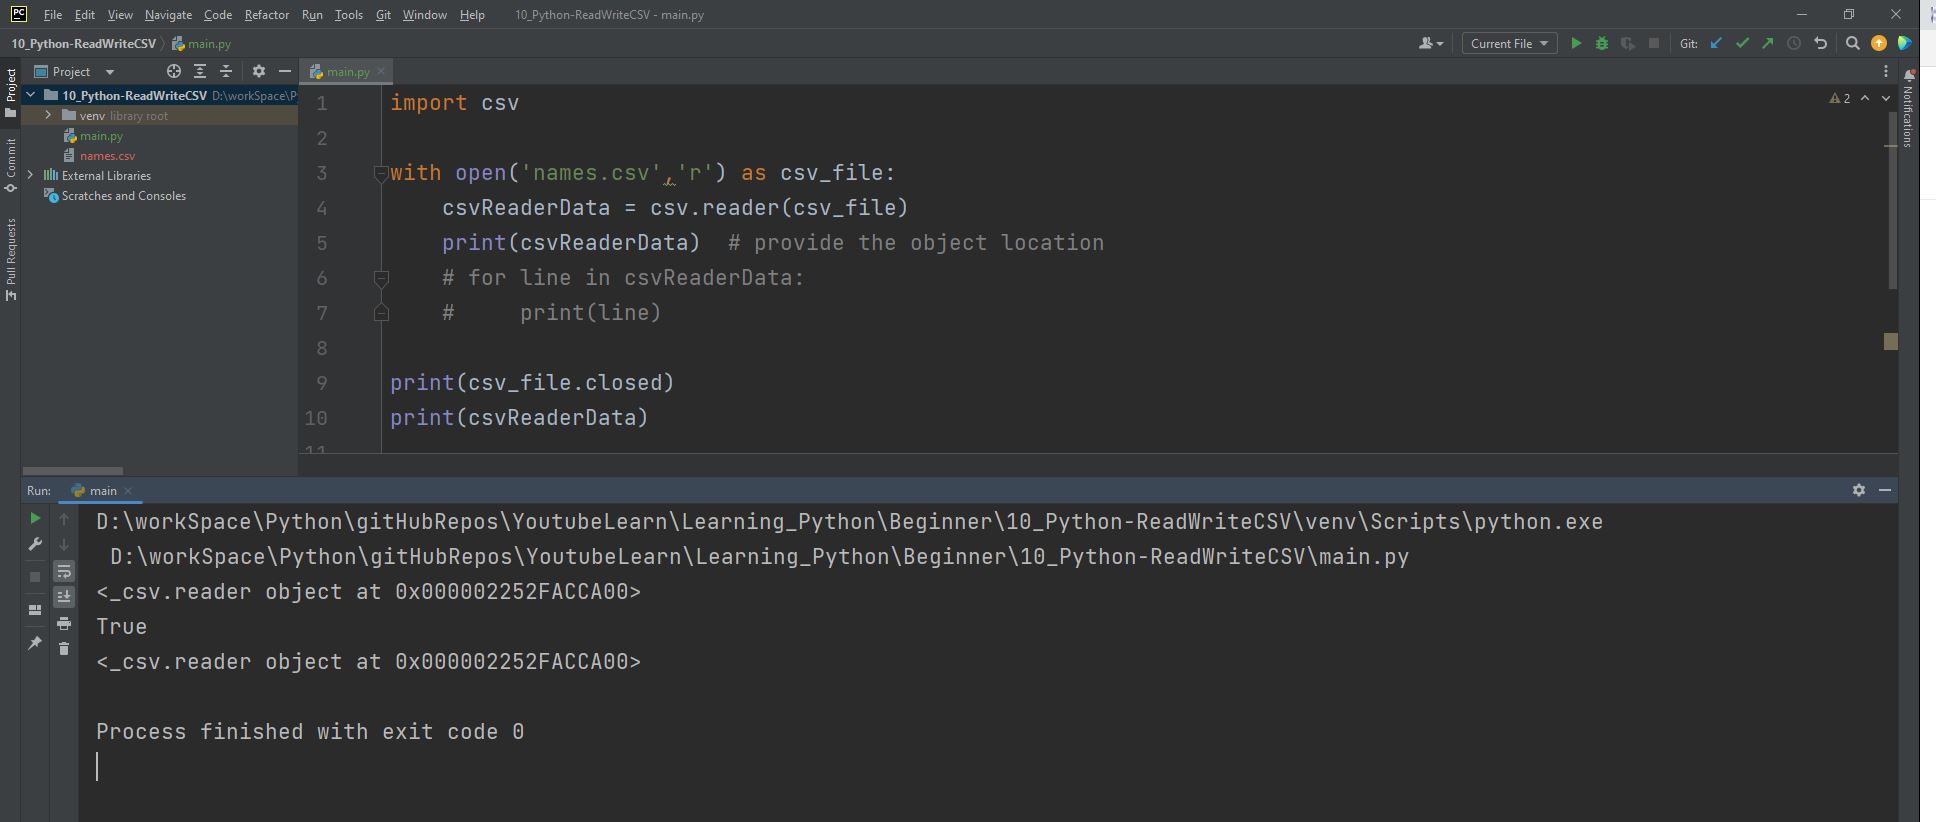 PC File Edit View Navigate Code Refactor Run Tools Git Window Help 10_Python-ReadWriteCSV - main.py
10_Python-ReadWriteCSV main.py Current File Git:
Project main.py
Project
Commit
Pull Requests
Notifications
10_Python-ReadWriteCSV D:\workSpace\P
venv library root
main.py
names.csv
External Libraries
Scratches and Consoles
2
1 import csv
2
3 with open('names.csv','r') as csv_file:
4 csvReaderData = csv.reader(csv_file)
5 print(csvReaderData) # provide the object location
6 # for line in csvReaderData:
7 # print(line)
8
9 print(csv_file.closed)
10 print(csvReaderData)
11
Run: main
D:\workSpace\Python\gitHubRepos\YoutubeLearn\Learning_Python\Beginner\10_Python-ReadWriteCSV\venv\Scripts\python.exe
D:\workSpace\Python\gitHubRepos\YoutubeLearn\Learning_Python\Beginner\10_Python-ReadWriteCSV\main.py
<_csv.reader object at 0x000002252FACCA00>
True
<_csv.reader object at 0x000002252FACCA00>
Process finished with exit code 0